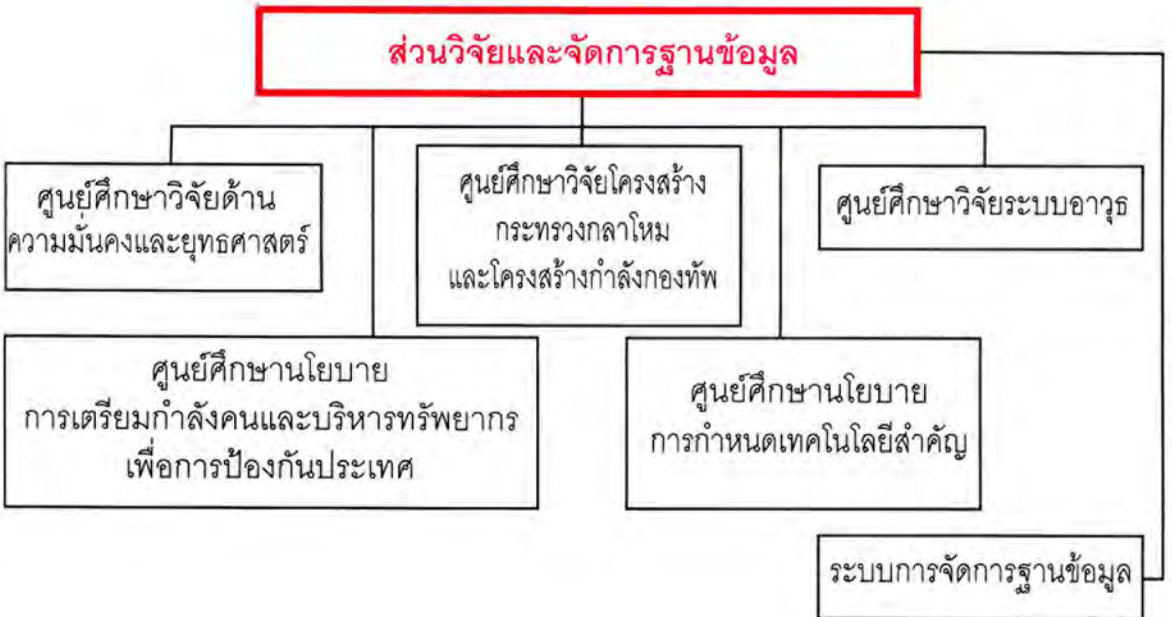 ส่วนวิจัยและจัดการฐานข้อมูล
ศูนย์ศึกษาวิจัยด้าน
ความมั่นคงและยุทธศาสตร์
ศูนย์ศึกษาวิจัยโครงสร้าง
กระทรวงกลาโหม
และโครงสร้างกำลังกองทัพ
ศูนย์ศึกษาวิจัยระบบอาวุธ
ศูนย์ศึกษานโยบาย
การเตรียมกำลังคนและบริหารทรัพยากร
เพื่อการป้องกันประเทศ
ศูนย์ศึกษานโยบาย
การกำหนดเทคโนโลยีสำคัญ
ระบบการจัดการฐานข้อมูล